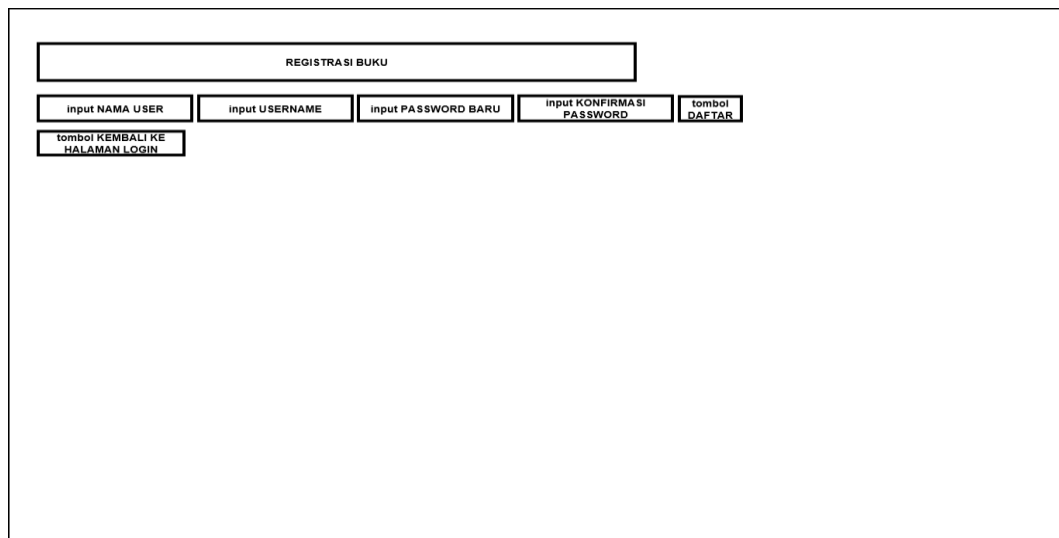 REGISTRASI BUKU
input NAMA USER
input USERNAME
input PASSWORD BARU
input KONFIRMASI
PASSWORD
tombol
DAFTAR
tombol KEMBALI KE
HALAMAN LOGIN